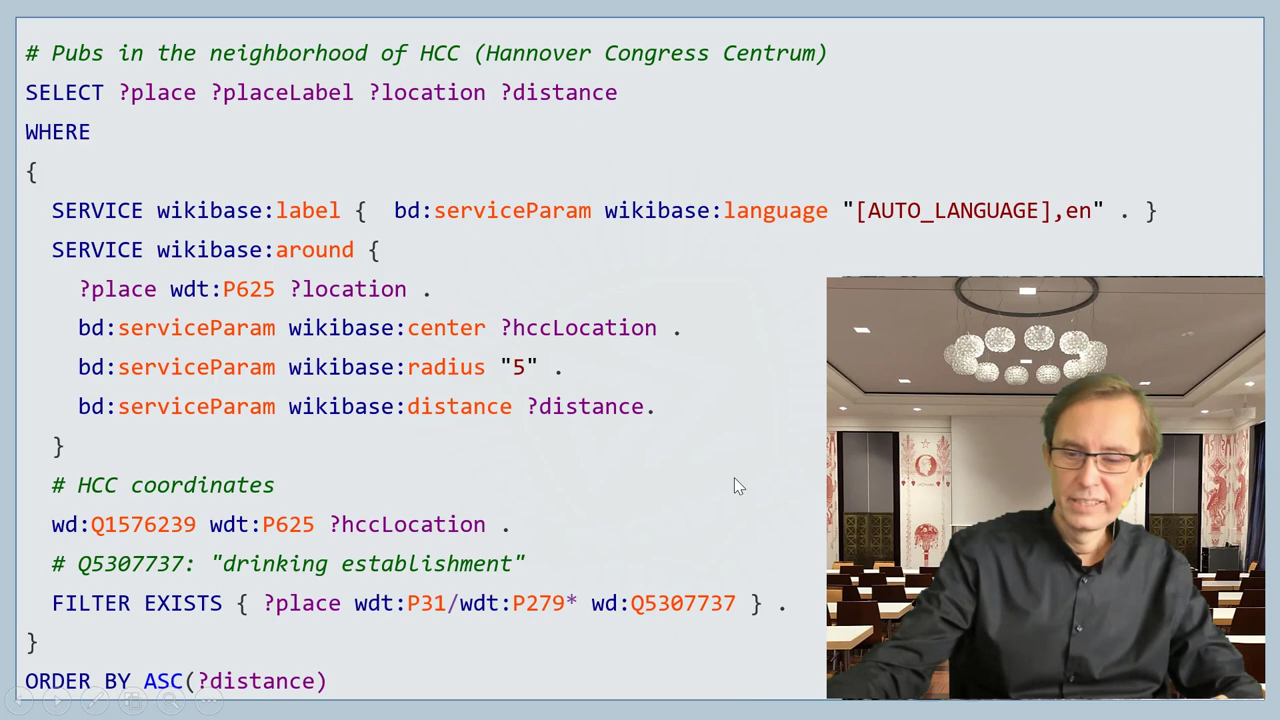 # Pubs in the neighborhood of HCC (Hannover Congress Centrum)
SELECT ?place ?placeLabel ?location ?distance
WHERE
{
SERVICE wikibase:label { bd:serviceParam wikibase:language "[AUTO_LANGUAGE],en" . }
SERVICE wikibase:around {
?place wdt:P625 ?location .
bd:serviceParam wikibase:center ?hccLocation .
bd:serviceParam wikibase:radius "5" .
bd:serviceParam wikibase:distance ?distance.
}
# HCC coordinates
wd:Q1576239 wdt:P625 ?hccLocation .
# Q5307737: "drinking establishment"
FILTER EXISTS { ?place wdt:P31/wdt:P279* wd:Q5307737 } .
}
ORDER BY ASC(?distance)